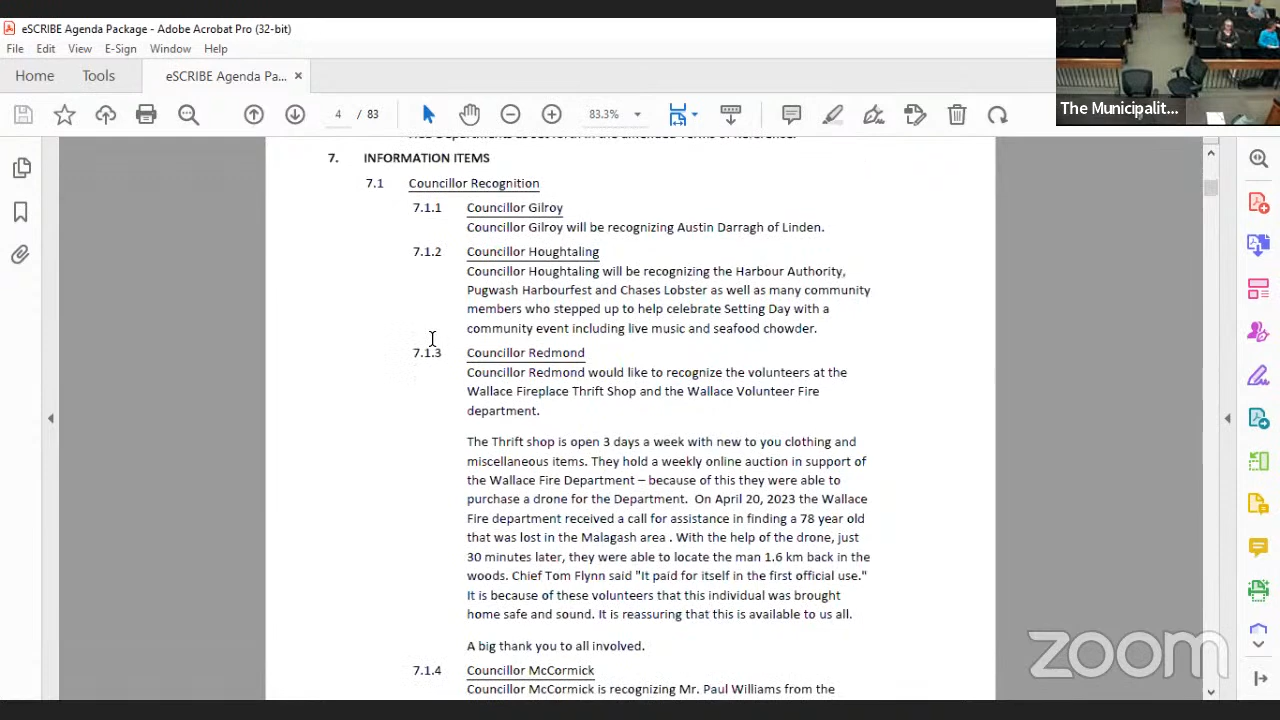 eSCRIBE Agenda Package - Adobe Acrobat Pro (32-bit)
File Edit View E-Sign Window Help
Home Tools eSCRIBE Agenda Pa... ×
4 / 83 83.3%
The Municipalit...
7. INFORMATION ITEMS
7.1 Councillor Recognition
7.1.1 Councillor Gilroy
Councillor Gilroy will be recognizing Austin Darragh of Linden.
7.1.2 Councillor Houghtaling
Councillor Houghtaling will be recognizing the Harbour Authority,
Pugwash Harbourfest and Chases Lobster as well as many community
members who stepped up to help celebrate Setting Day with a
community event including live music and seafood chowder.
7.1.3 Councillor Redmond
Councillor Redmond would like to recognize the volunteers at the
Wallace Fireplace Thrift Shop and the Wallace Volunteer Fire
department.
The Thrift shop is open 3 days a week with new to you clothing and
miscellaneous items. They hold a weekly online auction in support of
the Wallace Fire Department – because of this they were able to
purchase a drone for the Department. On April 20, 2023 the Wallace
Fire department received a call for assistance in finding a 78 year old
that was lost in the Malagash area . With the help of the drone, just
30 minutes later, they were able to locate the man 1.6 km back in the
woods. Chief Tom Flynn said "It paid for itself in the first official use."
It is because of these volunteers that this individual was brought
home safe and sound. It is reassuring that this is available to us all.
A big thank you to all involved.
7.1.4 Councillor McCormick
Councillor McCormick is recognizing Mr. Paul Williams from the
zoom